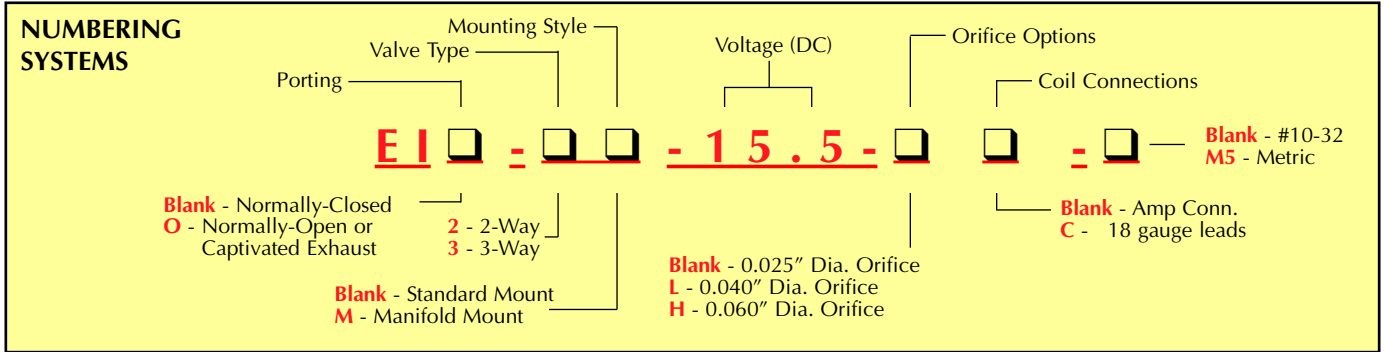 NUMBERING
SYSTEMS
Mounting Style
Valve Type
Voltage (DC)
Orifice Options
Porting
Coil Connections
EI❑ - ❑❑ - 15.5 - ❑ ❑ - ❑
Blank - #10-32
M5 - Metric
Blank - Normally-Closed
O - Normally-Open or
Captivated Exhaust
2 - 2-Way
3 - 3-Way
Blank - Standard Mount
M - Manifold Mount
Blank - 0.025″ Dia. Orifice
L - 0.040″ Dia. Orifice
H - 0.060″ Dia. Orifice
Blank - Amp Conn.
C - 18 gauge leads